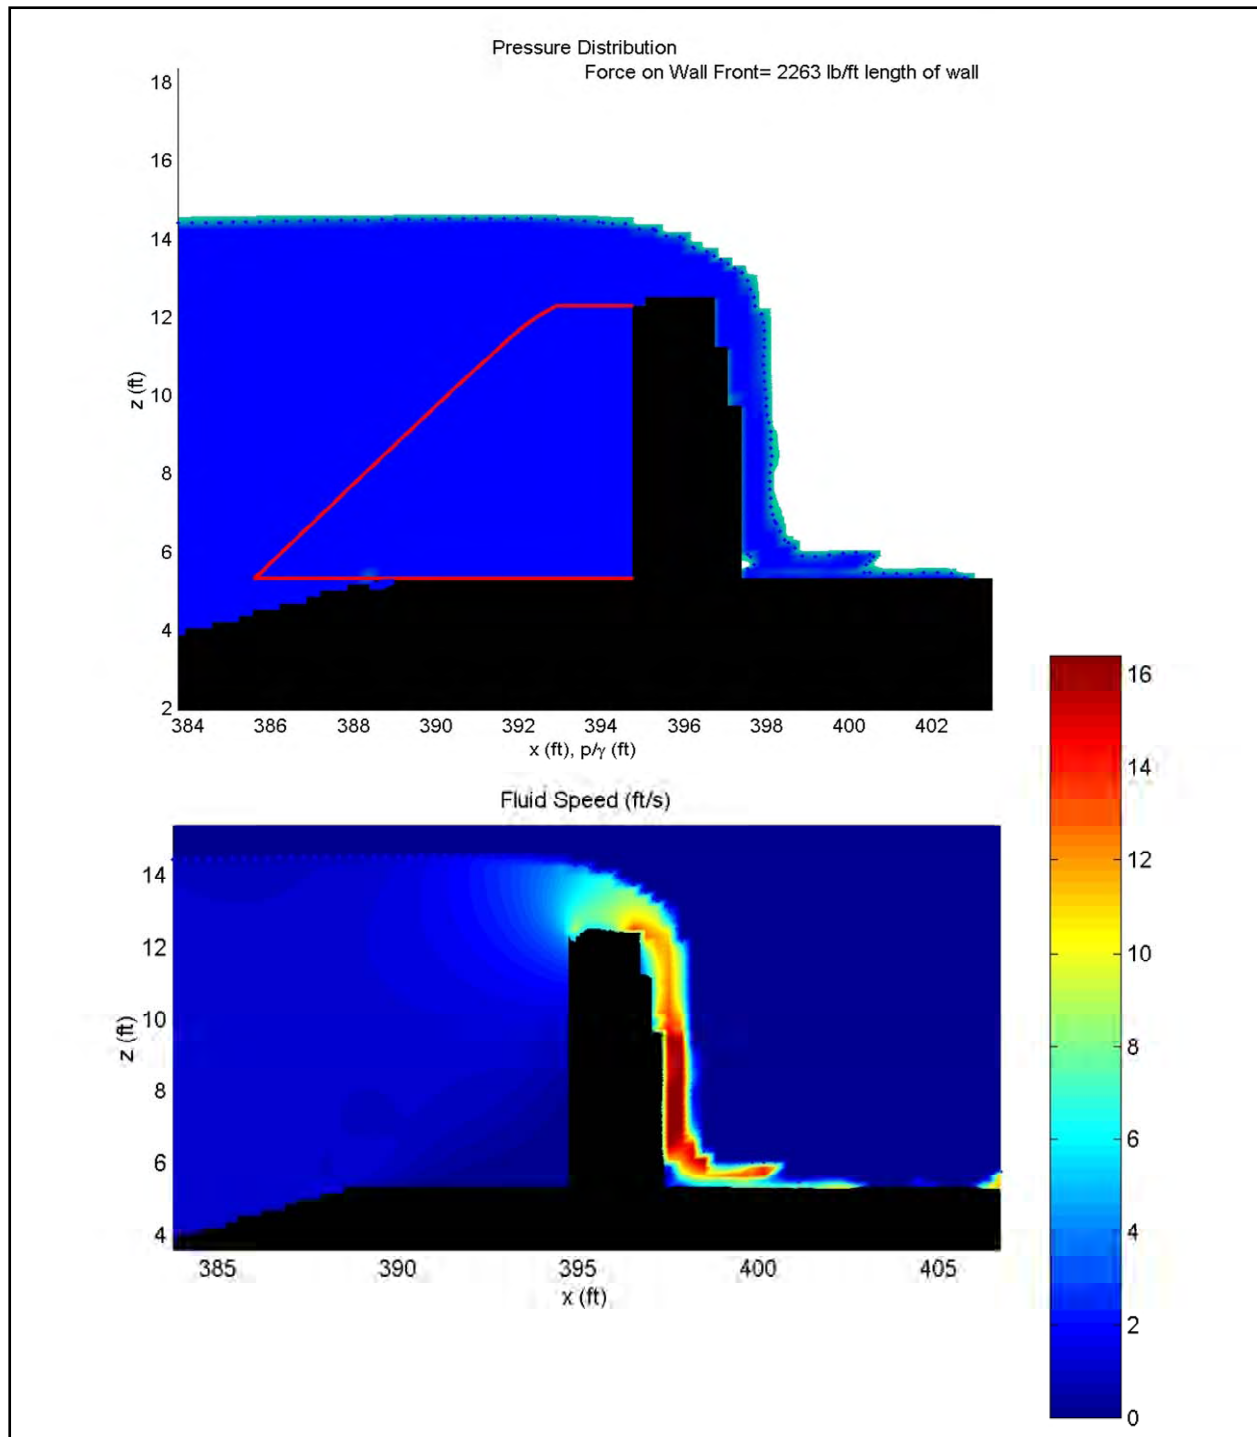 Pressure Distribution
Force on Wall Front= 2263 lb/ft length of wall
18
16
14
12
10
8
6
4
2
z (ft)
384 386 388 390 392 394 396 398 400 402
x (ft), p/γ (ft)
Fluid Speed (ft/s)
14
12
10
8
6
4
z (ft)
385 390 395 400 405
x (ft)
16
14
12
10
8
6
4
2
0